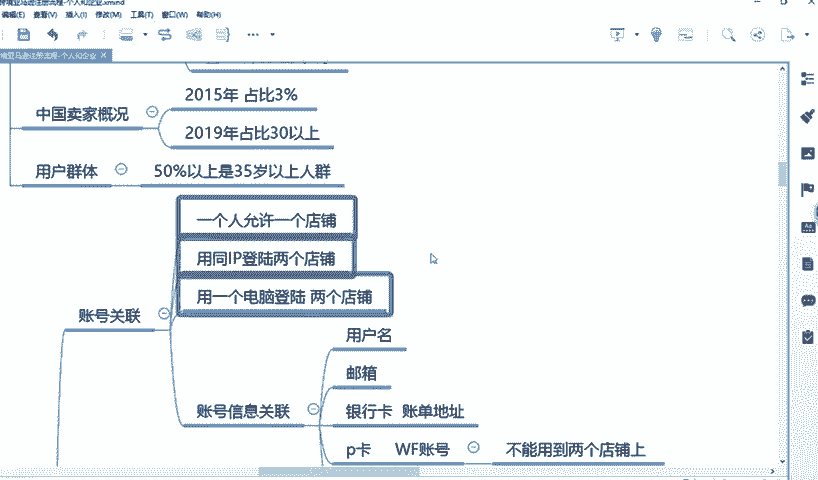 跨境亚马逊注册流程-个人和企业.xmind
编辑(E) 查看(V) 插入(I) 修改(M) 工具(T) 窗口(W) 帮助(H)
境亚马逊注册流程-个人和企业
中国卖家概况
2015年 占比3%
2019年占比30以上
用户群体
50%以上是35岁以上人群
一个人允许一个店铺
用同IP登陆两个店铺
用一个电脑登陆 两个店铺
账号关联
用户名
邮箱
账号信息关联
银行卡 账单地址
p卡 WF账号
不能用到两个店铺上